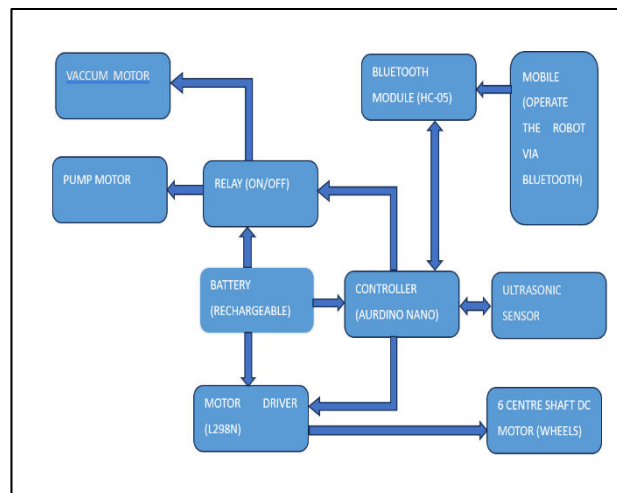 VACCUM MOTOR
BLUETOOTH
MODULE (HC-05)
MOBILE
(OPERATE
THE ROBOT
VIA
BLUETOOTH)
PUMP MOTOR
RELAY (ON/OFF)
BATTERY
(RECHARGEABLE)
CONTROLLER
(AURDINO NANO)
ULTRASONIC
SENSOR
MOTOR DRIVER
(L298N)
6 CENTRE SHAFT DC
MOTOR (WHEELS)